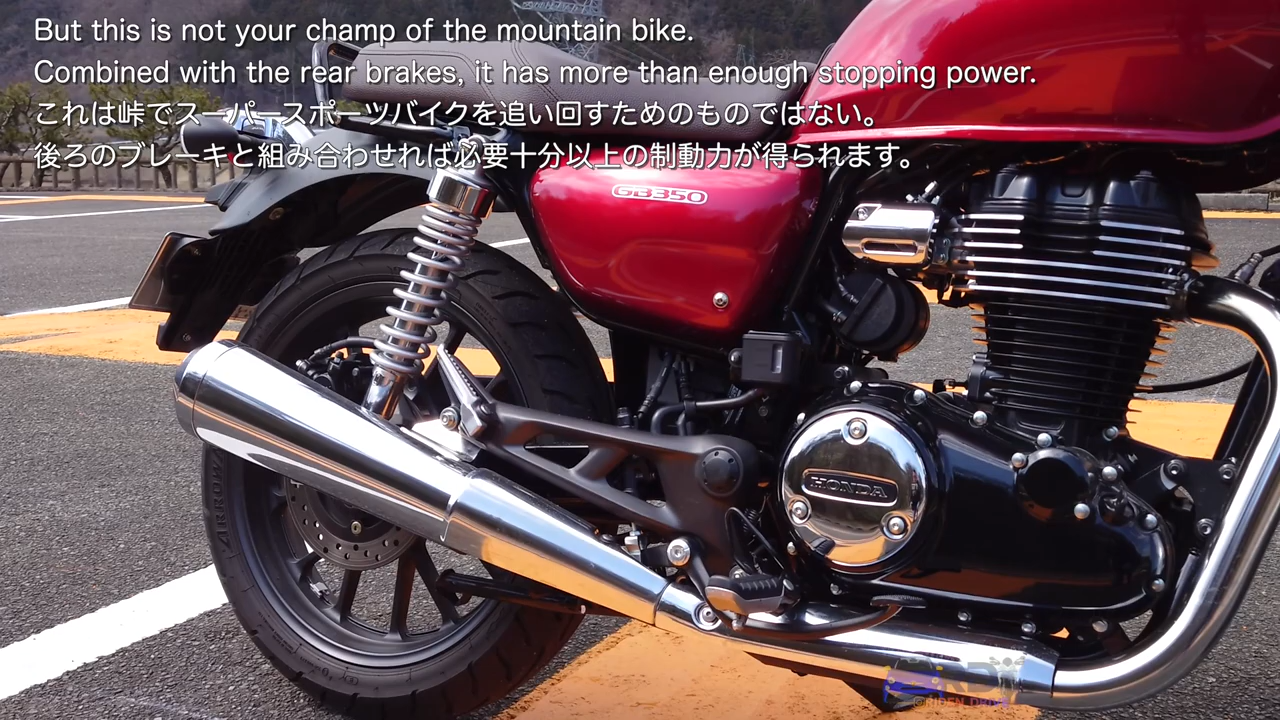 But this is not your champ of the mountain bike.
Combined with the rear brakes, it has more than enough stopping power.
これは峠でスーパースポーツバイクを追い回すためのものではない。
後ろのブレーキと組み合わせれば必要十分以上の制動力が得られます。
GB350
HONDA
ARROW